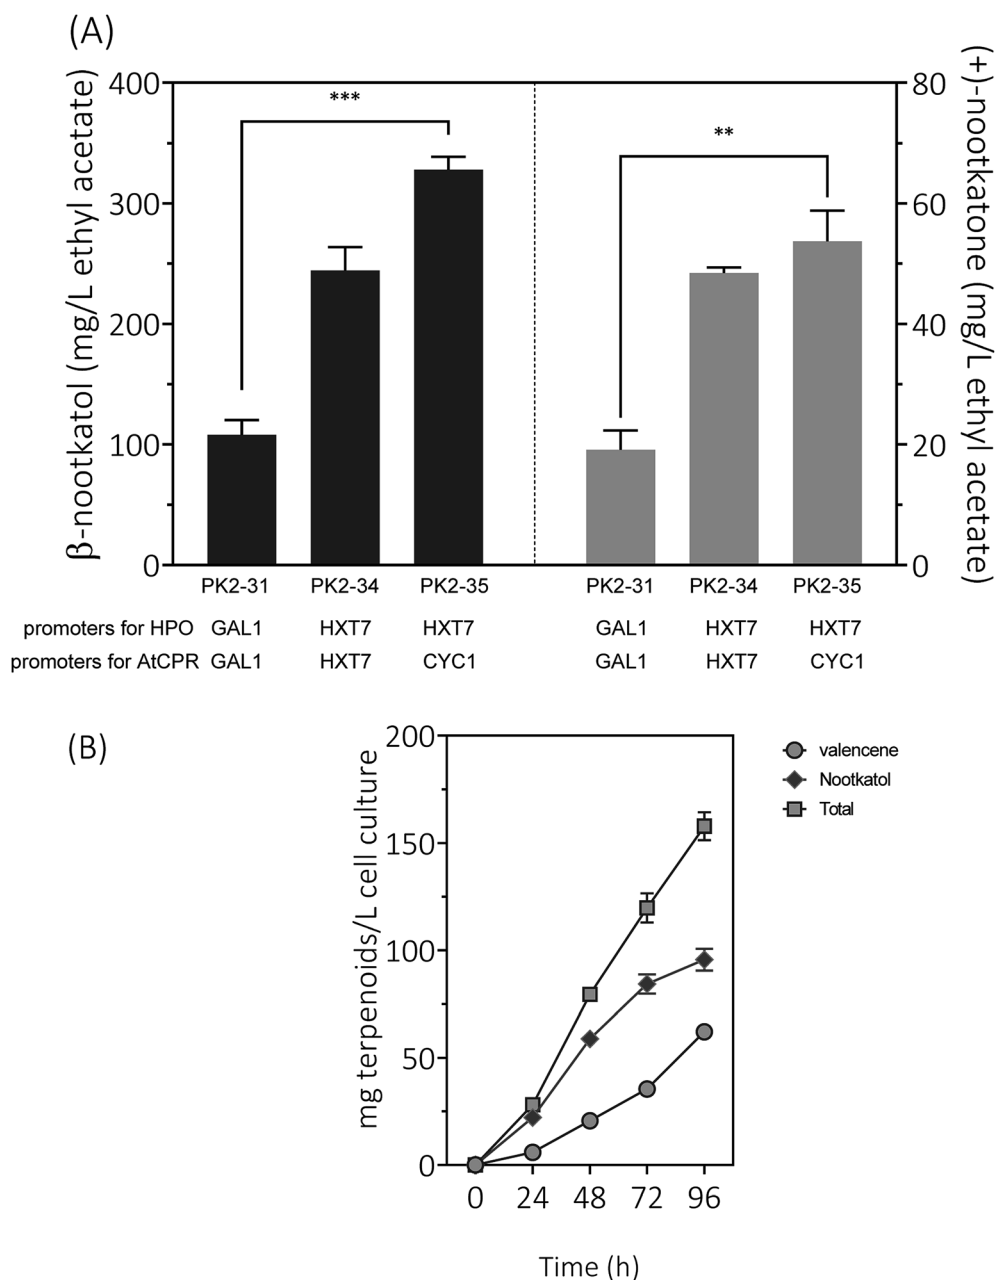 (A)
β-nootkatol (mg/L ethyl acetate)
400
300
200
100
0
***
**
80
60
40
20
0
(+)-nootkatone (mg/L ethyl acetate)
PK2-31 PK2-34 PK2-35 PK2-31 PK2-34 PK2-35
promoters for HPO GAL1 HXT7 HXT7 GAL1 HXT7 HXT7
promoters for AtCPR GAL1 HXT7 CYC1 GAL1 HXT7 CYC1
(B)
mg terpenoids/L cell culture
200
150
100
50
0
0 24 48 72 96
Time (h)
valencene
Nootkatol
Total